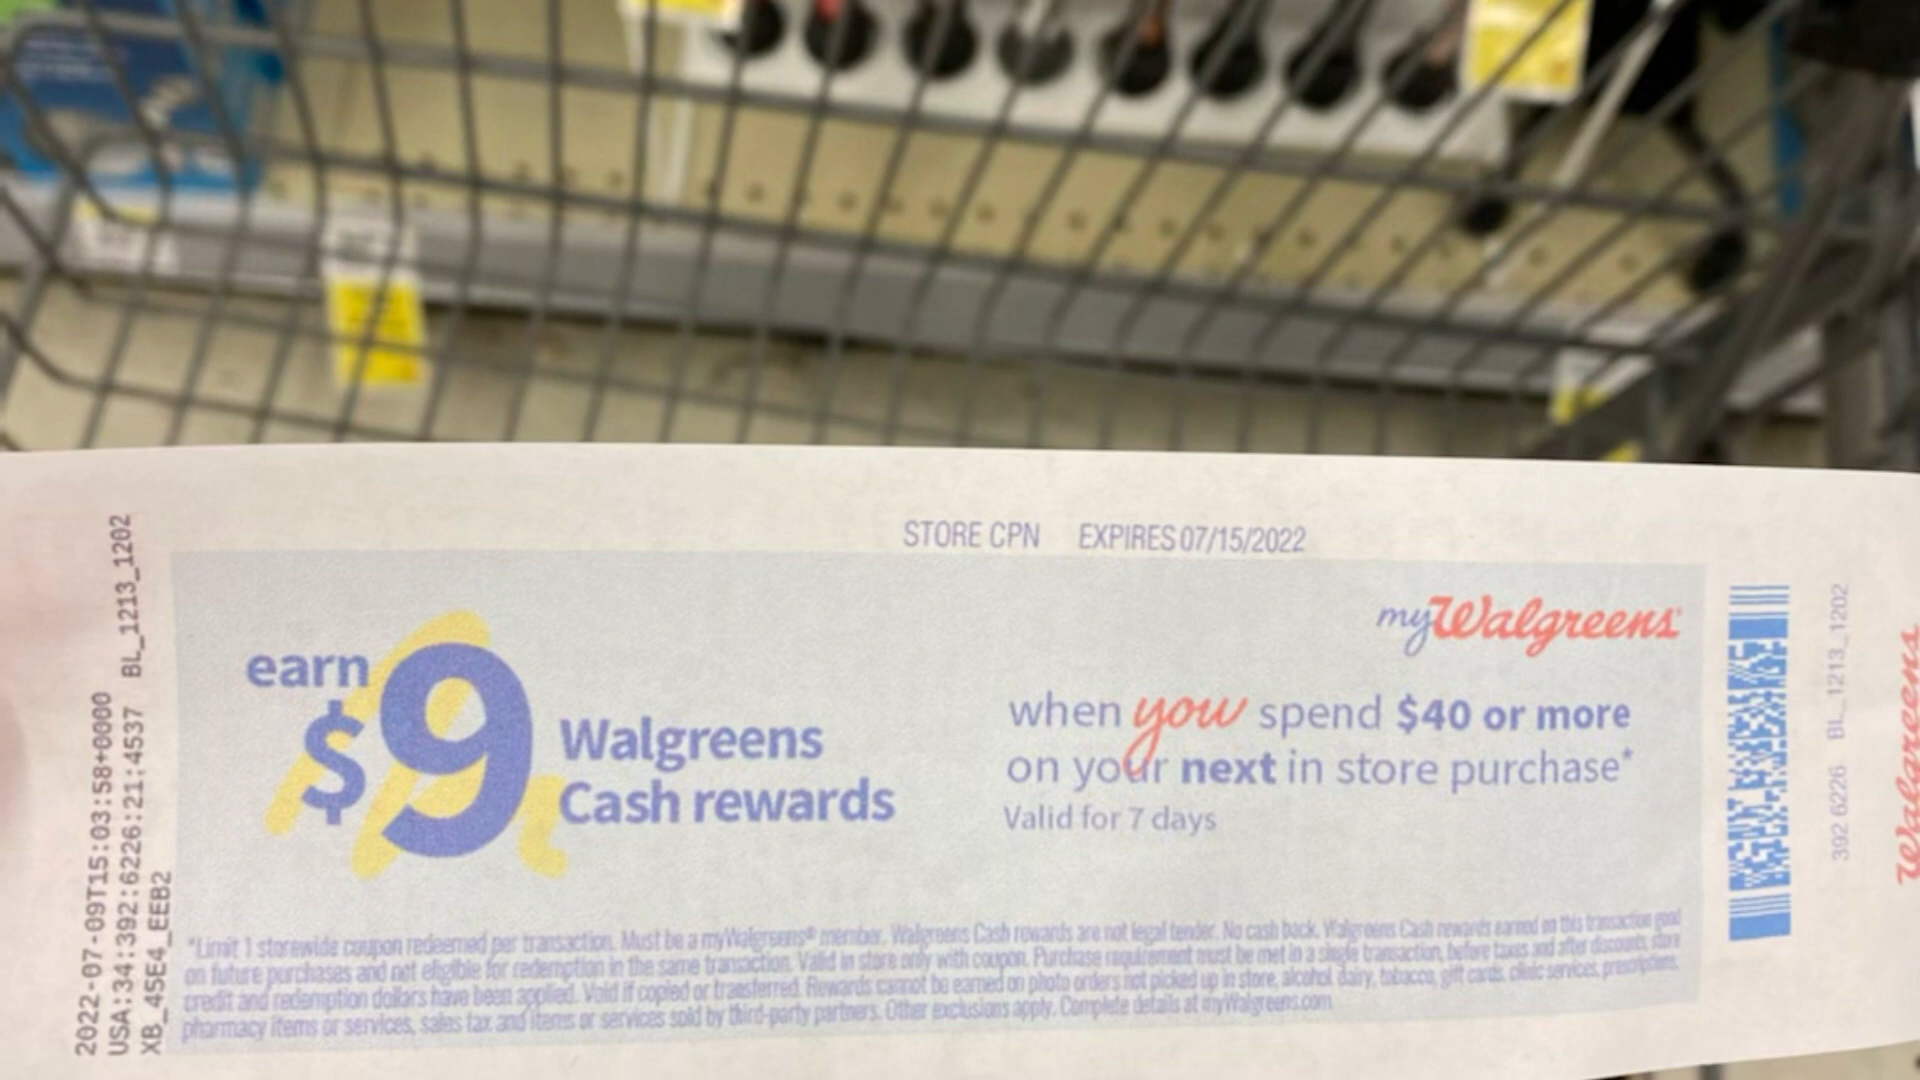 STORE CPN EXPIRES 07/15/2022
myWalgreens
earn
$9
Walgreens
Cash rewards
when you spend $40 or more
on your next in store purchase*
Valid for 7 days
*Limit 1 storewide coupon redeemed per transaction. Must be a myWalgreens® member. Walgreens Cash rewards are not legal tender. No cash back. Walgreens Cash rewards earned on this transaction good
on future purchases and not eligible for redemption in the same transaction. Valid in store only with coupon. Purchase requirement must be met in a single transaction, before taxes and after discounts, store
credit and redemption dollars have been applied. Void if copied or transferred. Rewards cannot be earned on photo orders not picked up in store, alcohol, dairy, tobacco, gift cards, clinic services, prescriptions,
pharmacy items or services, sales tax and items or services sold by third-party partners. Other exclusions apply. Complete details at myWalgreens.com
2022-07-09T15:03:58+0000
USA:34:392:6226:21:4537 BL_1213_1202
XB_45E4_EEB2
392 6226 BL_1213_1202
Walgreens